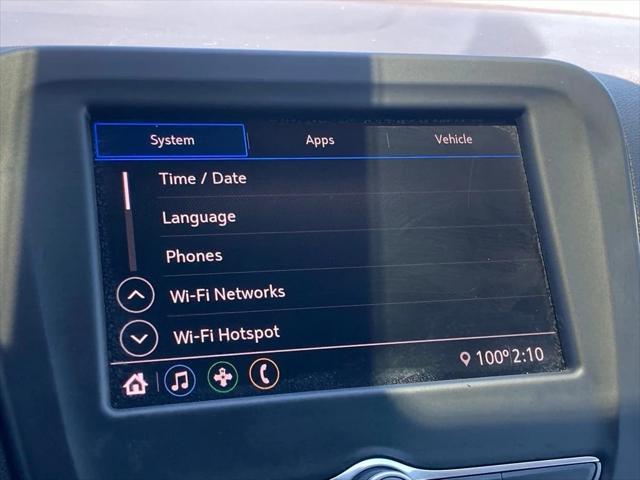 System Apps Vehicle
Time / Date
Language
Phones
Wi-Fi Networks
Wi-Fi Hotspot
100° 2:10